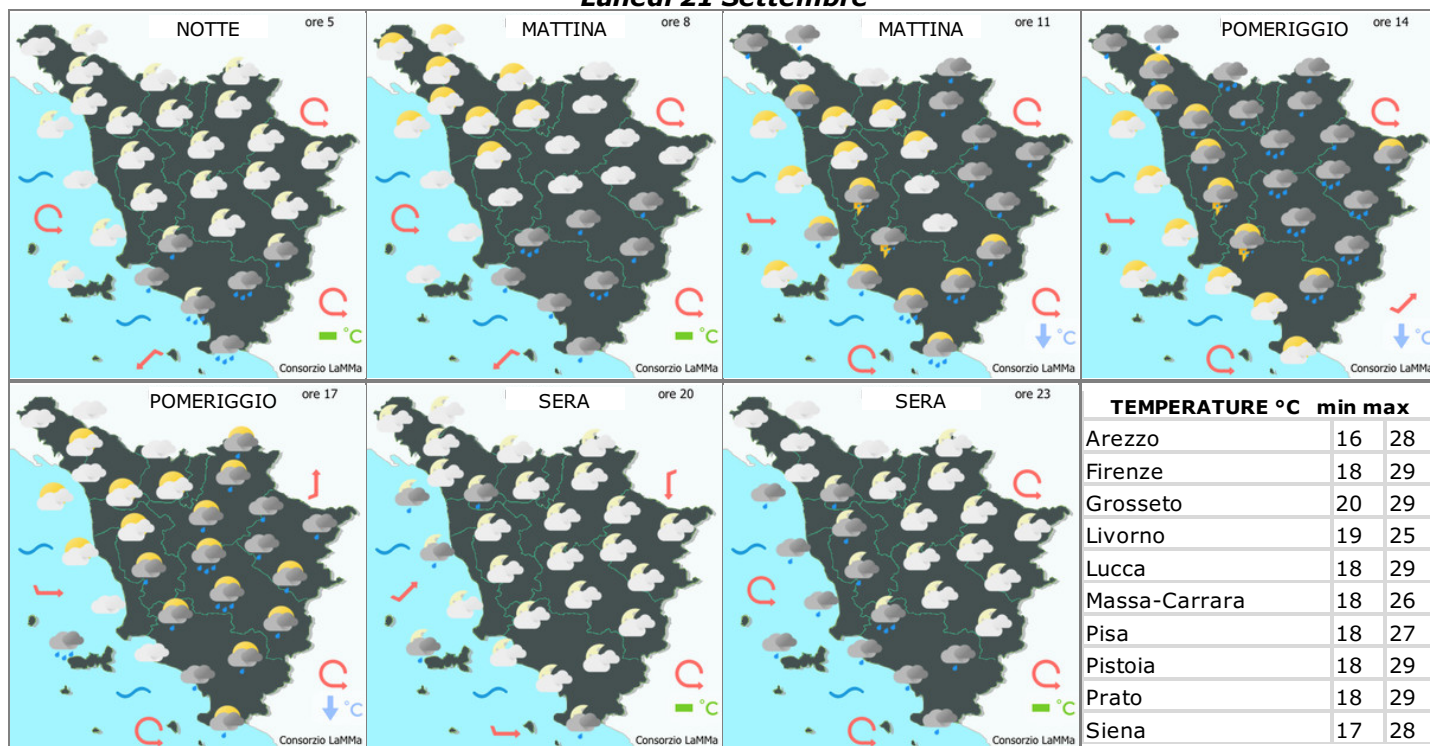 Lunedì 21 Settembre
NOTTE ore 5
MATTINA ore 8
MATTINA ore 11
POMERIGGIO ore 14
°C
°C
°C
°C
Consorzio LaMMa
Consorzio LaMMa
Consorzio LaMMa
Consorzio LaMMa
POMERIGGIO ore 17
SERA ore 20
SERA ore 23
°C
°C
°C
Consorzio LaMMa
Consorzio LaMMa
Consorzio LaMMa
TEMPERATURE °C min max
Arezzo 16 28
Firenze 18 29
Grosseto 20 29
Livorno 19 25
Lucca 18 29
Massa-Carrara 18 26
Pisa 18 27
Pistoia 18 29
Prato 18 29
Siena 17 28